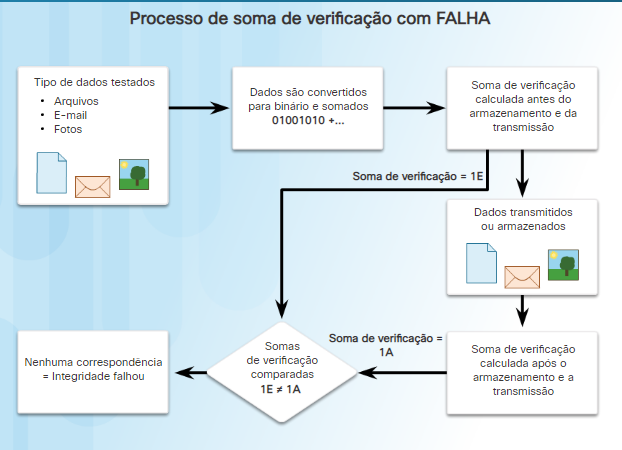 Processo de soma de verificação com FALHA
Tipo de dados testados
• Arquivos
• E-mail
• Fotos
Dados são convertidos
para binário e somados
01001010 +...
Soma de verificação
calculada antes do
armazenamento e da
transmissão
Soma de verificação = 1E
Dados transmitidos
ou armazenados
Soma de verificação
calculada após o
armazenamento e a
transmissão
Soma de verificação =
1A
Somas
de verificação
comparadas
1E ≠ 1A
Nenhuma correspondência
= Integridade falhou